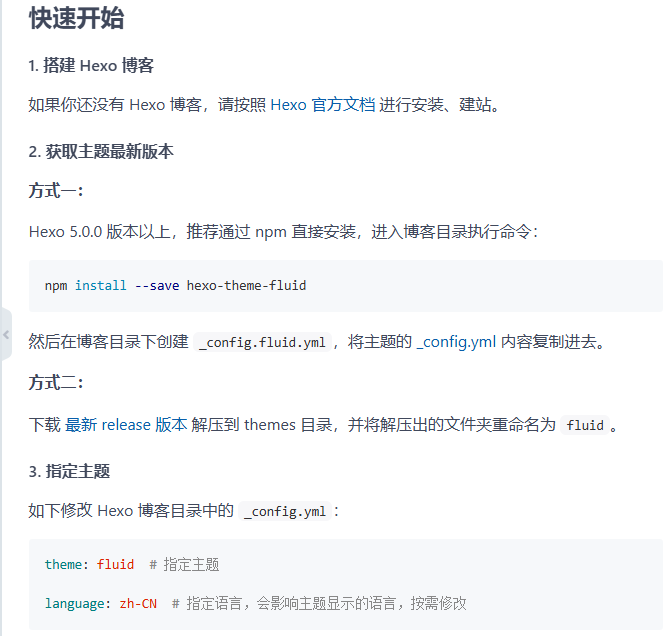 快速开始
1. 搭建 Hexo 博客
如果你还没有 Hexo 博客，请按照 Hexo 官方文档 进行安装、建站。
2. 获取主题最新版本
方式一：
Hexo 5.0.0 版本以上，推荐通过 npm 直接安装，进入博客目录执行命令：
npm install --save hexo-theme-fluid
然后在博客目录下创建 _config.fluid.yml ，将主题的 _config.yml 内容复制进去。
方式二：
下载 最新 release 版本 解压到 themes 目录，并将解压出的文件夹重命名为 fluid 。
3. 指定主题
如下修改 Hexo 博客目录中的 _config.yml ：
theme: fluid  # 指定主题
language: zh-CN  # 指定语言，会影响主题显示的语言，按需修改